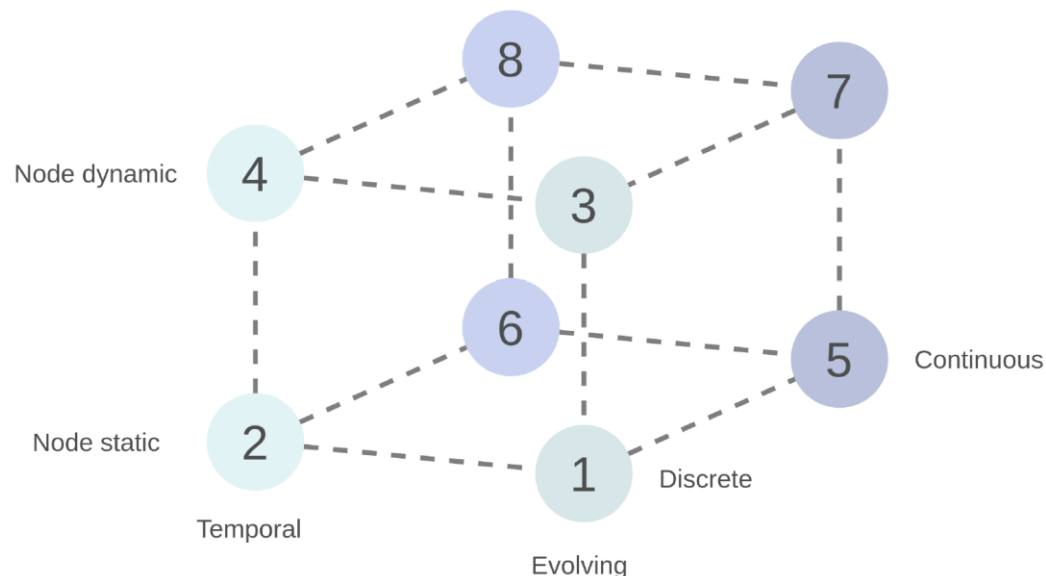 8
7
4
Node dynamic
3
6
5
Continuous
2
Node static
1
Discrete
Temporal
Evolving